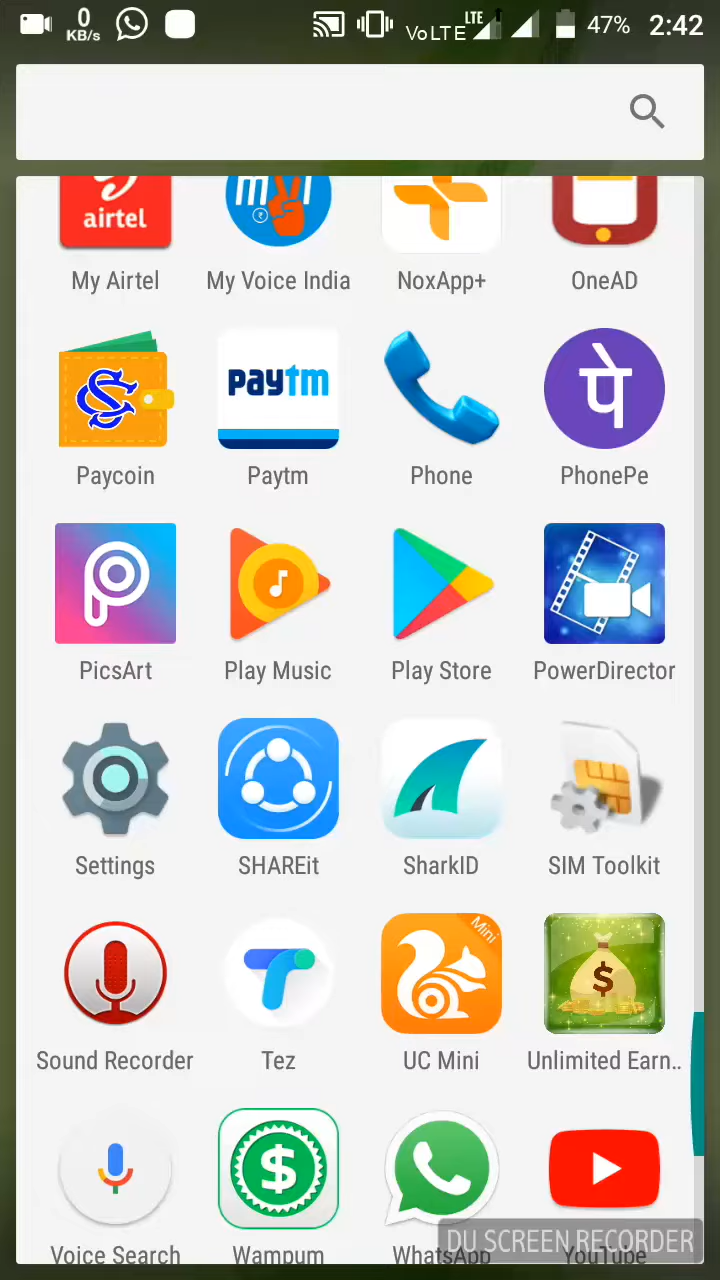 0
KB/s
VoLTE LTE 47% 2:42
airtel
My Airtel My Voice India NoxApp+ OneAD
paytm पे
Paycoin Paytm Phone PhonePe
PicsArt Play Music Play Store PowerDirector
Settings SHAREit SharkID SIM Toolkit
Mini
$
Sound Recorder Tez UC Mini Unlimited Earn..
$
Voice Search Wampum WhatsApp YouTube
DU SCREEN RECORDER